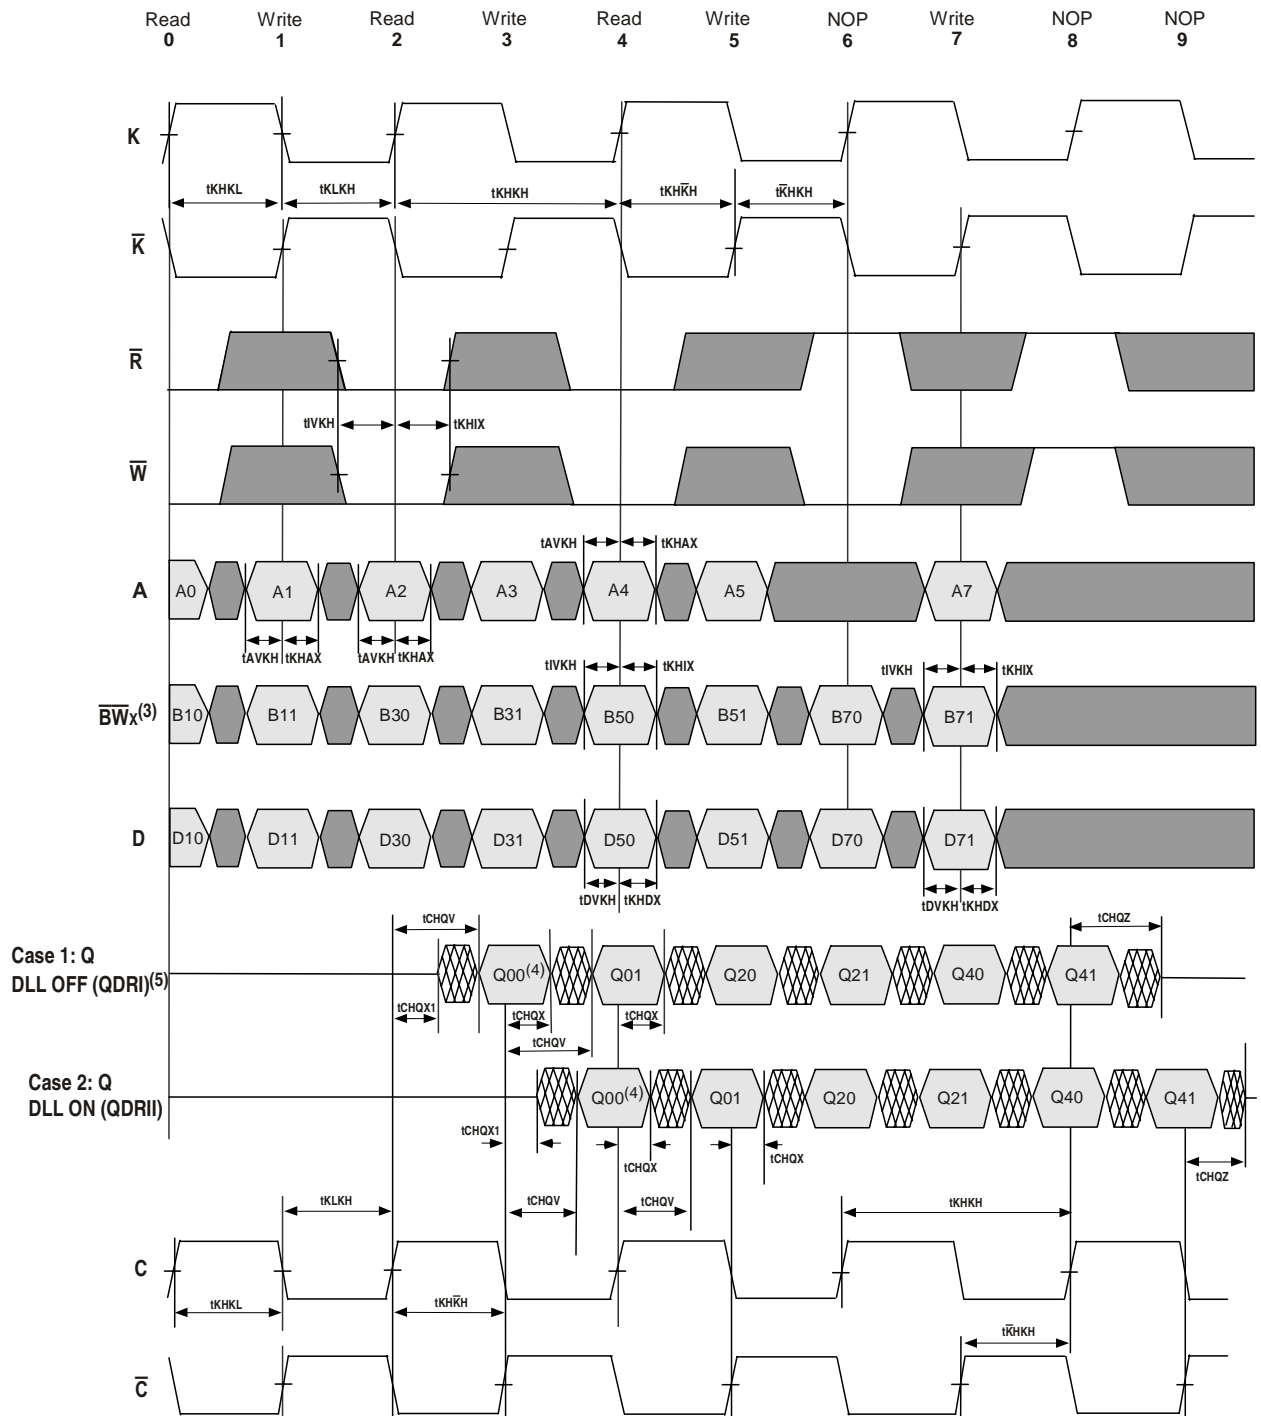 Read Write Read Write Read Write NOP Write NOP NOP
0 1 2 3 4 5 6 7 8 9
K
tKHKL tKLKH tKHKH tKHK̅H tK̅HKH
K̅
R̅
tIVKH tKHIX
W̅
tAVKH tKHAX
A A0 A1 A2 A3 A4 A5 A7
tAVKH tKHAX tAVKH tKHAX
tIVKH tKHIX tIVKH tKHIX
B̅W̅x(3) B10 B11 B30 B31 B50 B51 B70 B71
D D10 D11 D30 D31 D50 D51 D70 D71
tDVKH tKHDX tDVKH tKHDX
tCHQV tCHQZ
Case 1: Q
DLL OFF (QDRI)(5)
Q00(4) Q01 Q20 Q21 Q40 Q41
tCHQX1 tCHQX tCHQX
tCHQV
Case 2: Q
DLL ON (QDRII)
Q00(4) Q01 Q20 Q21 Q40 Q41
tCHQX1 tCHQX tCHQX tCHQZ
tKLKH tCHQV tCHQV tKHKH
C
tKHKL tKHK̅H
tK̅HKH
C̅